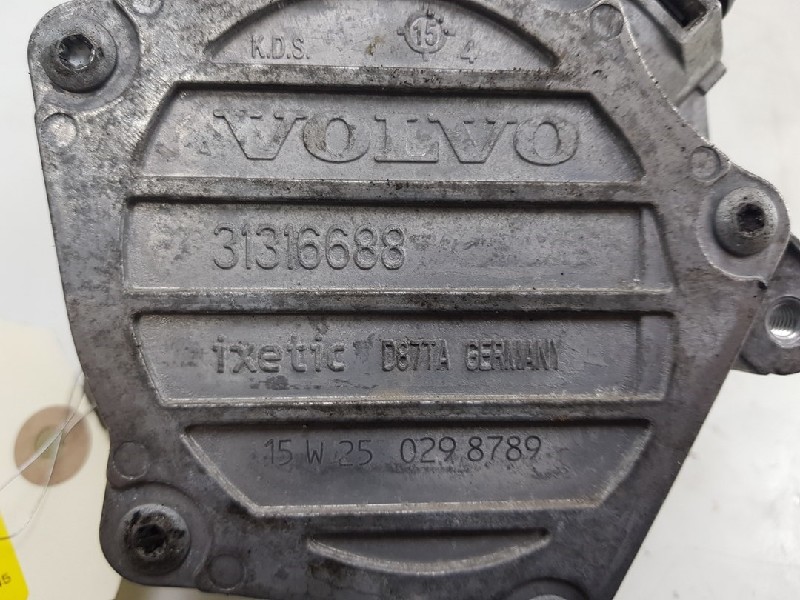 K.D.S. 15 4
VOLVO
31316688
ixetic D87TA GERMANY
15 W 25 029 8789